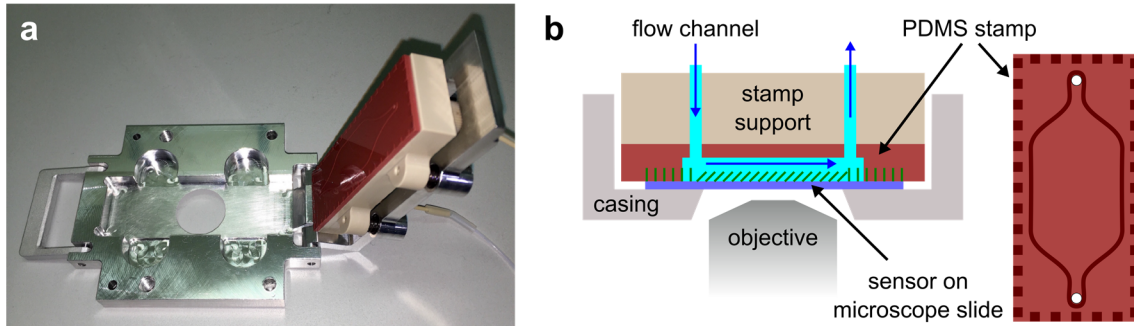 a
b
flow channel
PDMS stamp
stamp
support
casing
objective
sensor on
microscope slide